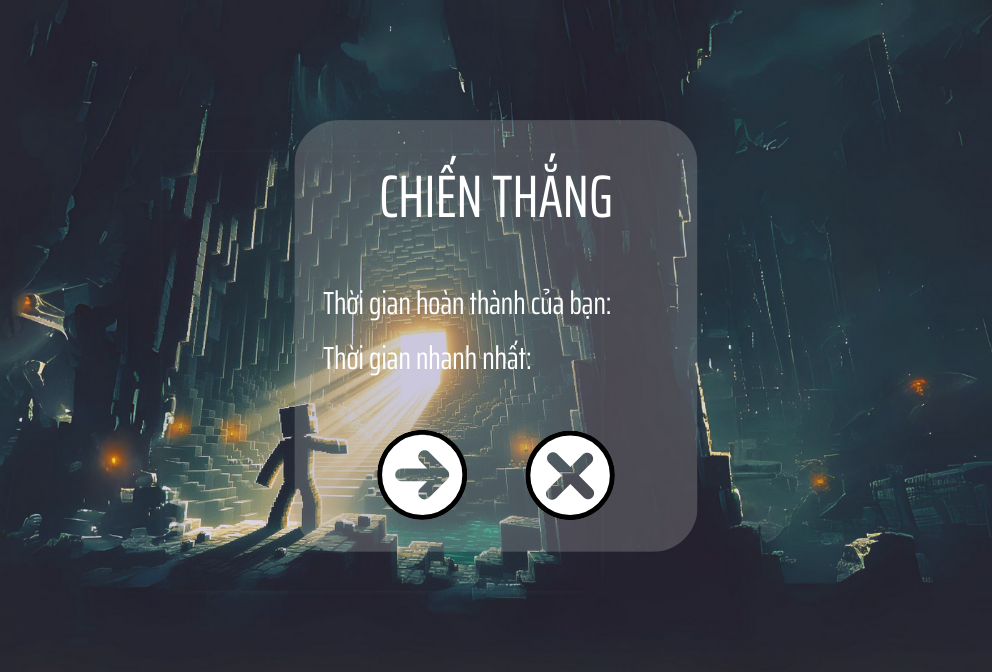 CHIẾN THẮNG
Thời gian hoàn thành của bạn:
Thời gian nhanh nhất: